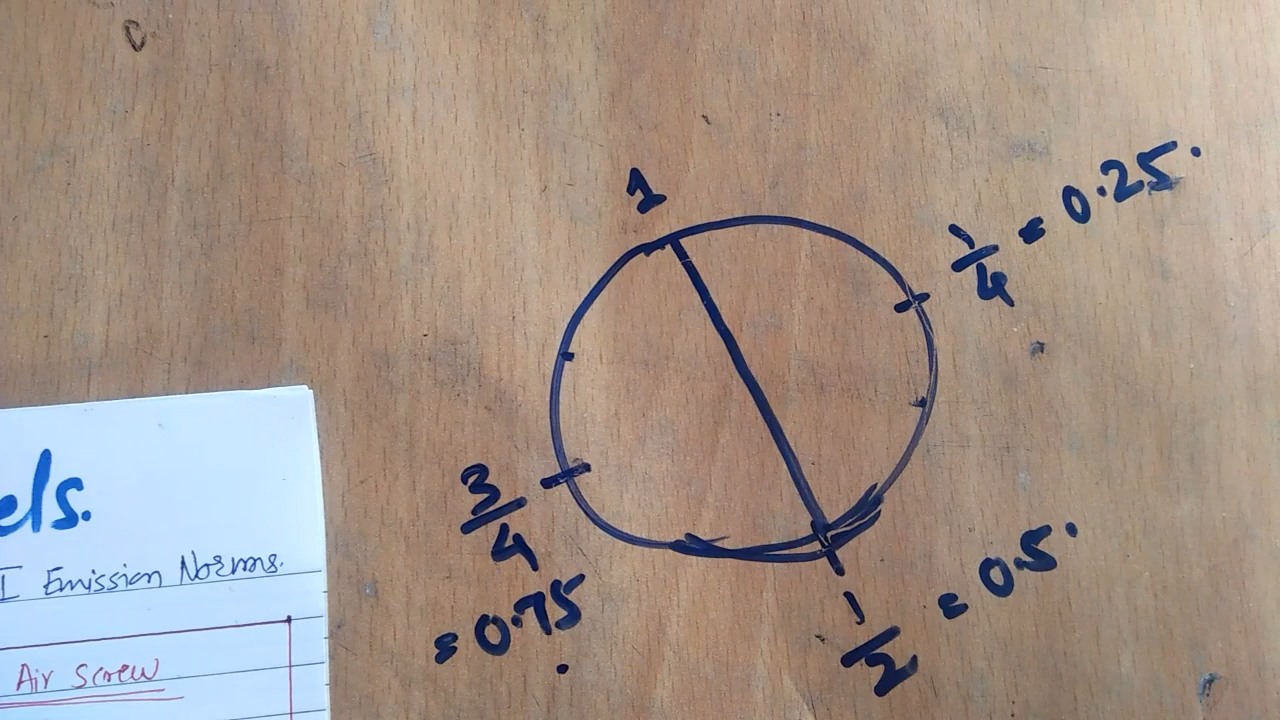 1
1/4 = 0.25.
3/4
= 0.75
1/2 = 0.5.
els.
I Emission Norms.
Air Screw